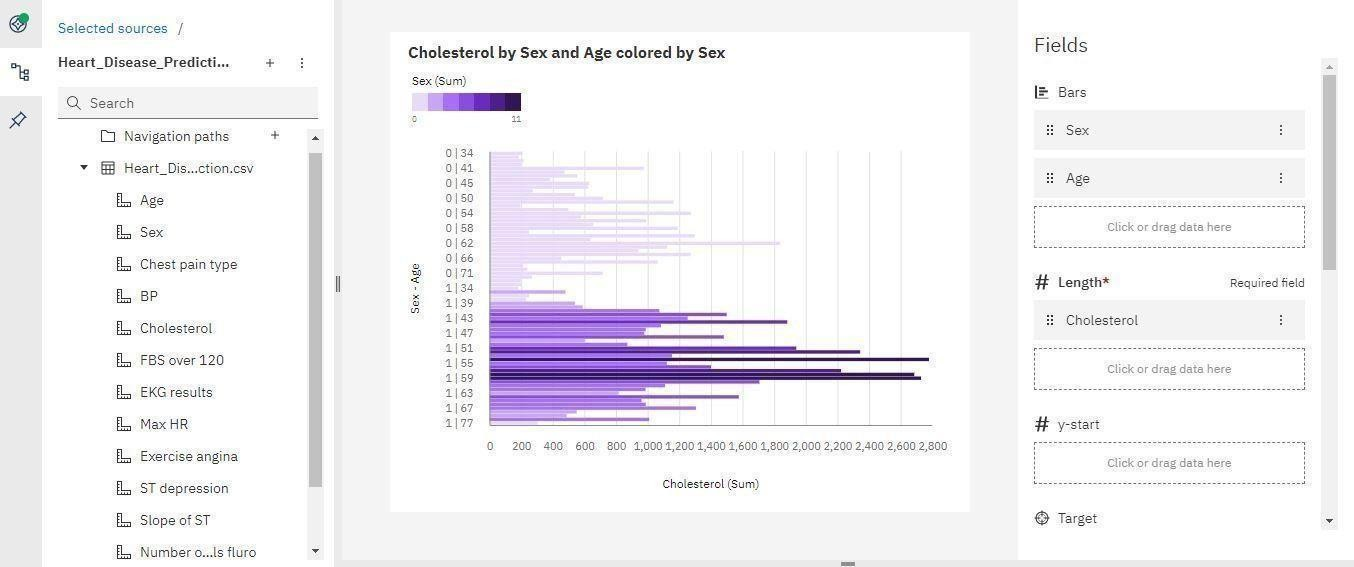 Selected sources /
Heart_Disease_Predicti... + 
Search
Navigation paths +
Heart_Dis...ction.csv
Age
Sex
Chest pain type
BP
Cholesterol
FBS over 120
EKG results
Max HR
Exercise angina
ST depression
Slope of ST
Number o...ls fluro
Cholesterol by Sex and Age colored by Sex
Sex (Sum)
0 11
Sex - Age
0 | 34
0 | 41
0 | 45
0 | 50
0 | 54
0 | 58
0 | 62
0 | 66
0 | 71
1 | 34
1 | 39
1 | 43
1 | 47
1 | 51
1 | 55
1 | 59
1 | 63
1 | 67
1 | 77
0 200 400 600 800 1,000 1,200 1,400 1,600 1,800 2,000 2,200 2,400 2,600 2,800
Cholesterol (Sum)
Fields
Bars
Sex
Age
Click or drag data here
# Length* Required field
Cholesterol
Click or drag data here
# y-start
Click or drag data here
Target